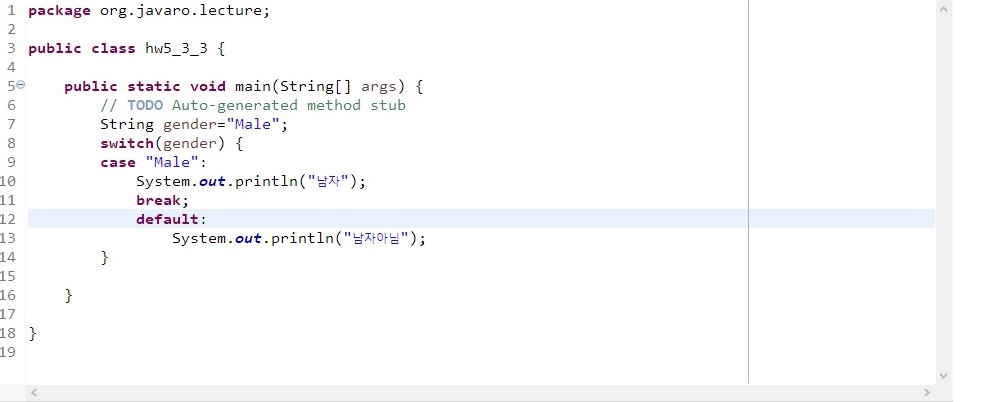 1 package org.javaro.lecture;
2
3 public class hw5_3_3 {
4
5 public static void main(String[] args) {
6 // TODO Auto-generated method stub
7 String gender="Male";
8 switch(gender) {
9 case "Male":
10 System.out.println("남자");
11 break;
12 default:
13 System.out.println("남자아님");
14 }
15
16 }
17
18 }
19